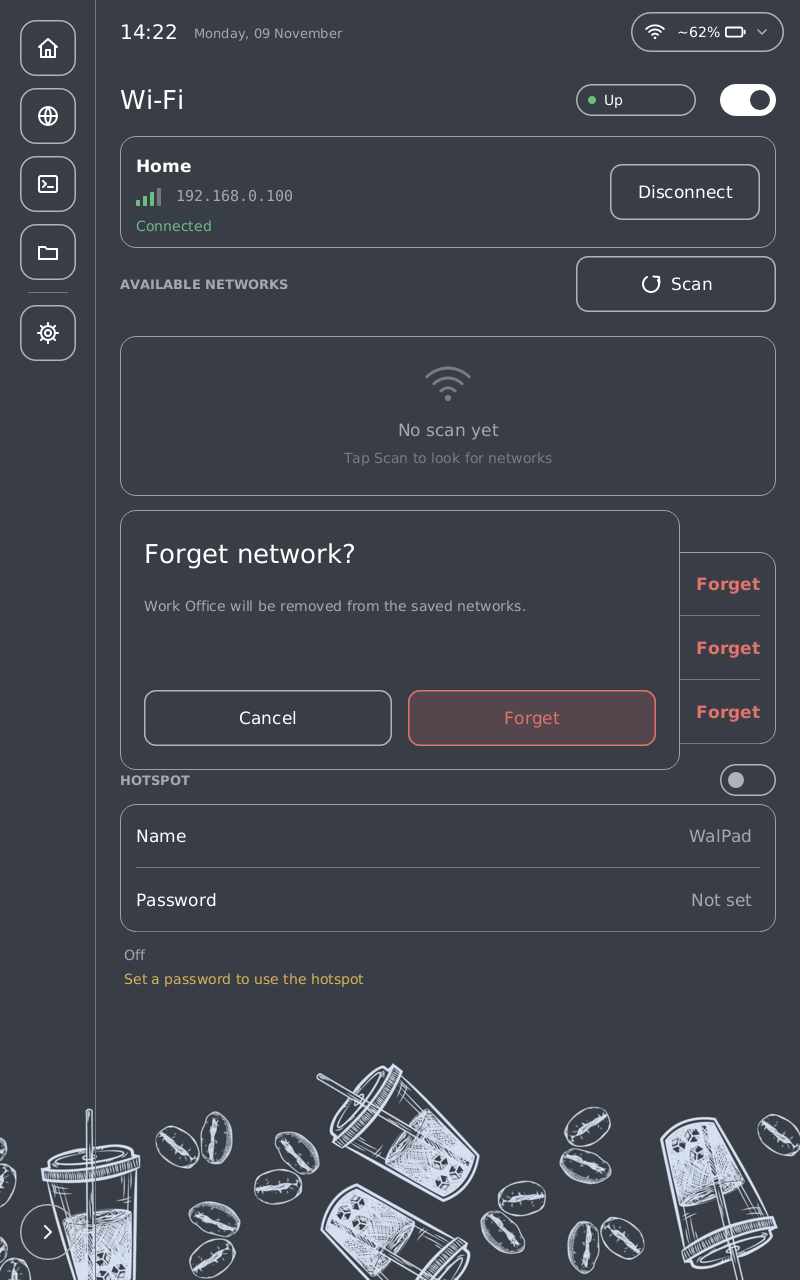 14:22 Monday, 09 November ~62%
Wi-Fi Up
Home
192.168.0.100
Connected
Disconnect
AVAILABLE NETWORKS Scan
No scan yet
Tap Scan to look for networks
Forget network?
Work Office will be removed from the saved networks.
Cancel Forget
Forget
Forget
Forget
HOTSPOT
Name WalPad
Password Not set
Off
Set a password to use the hotspot